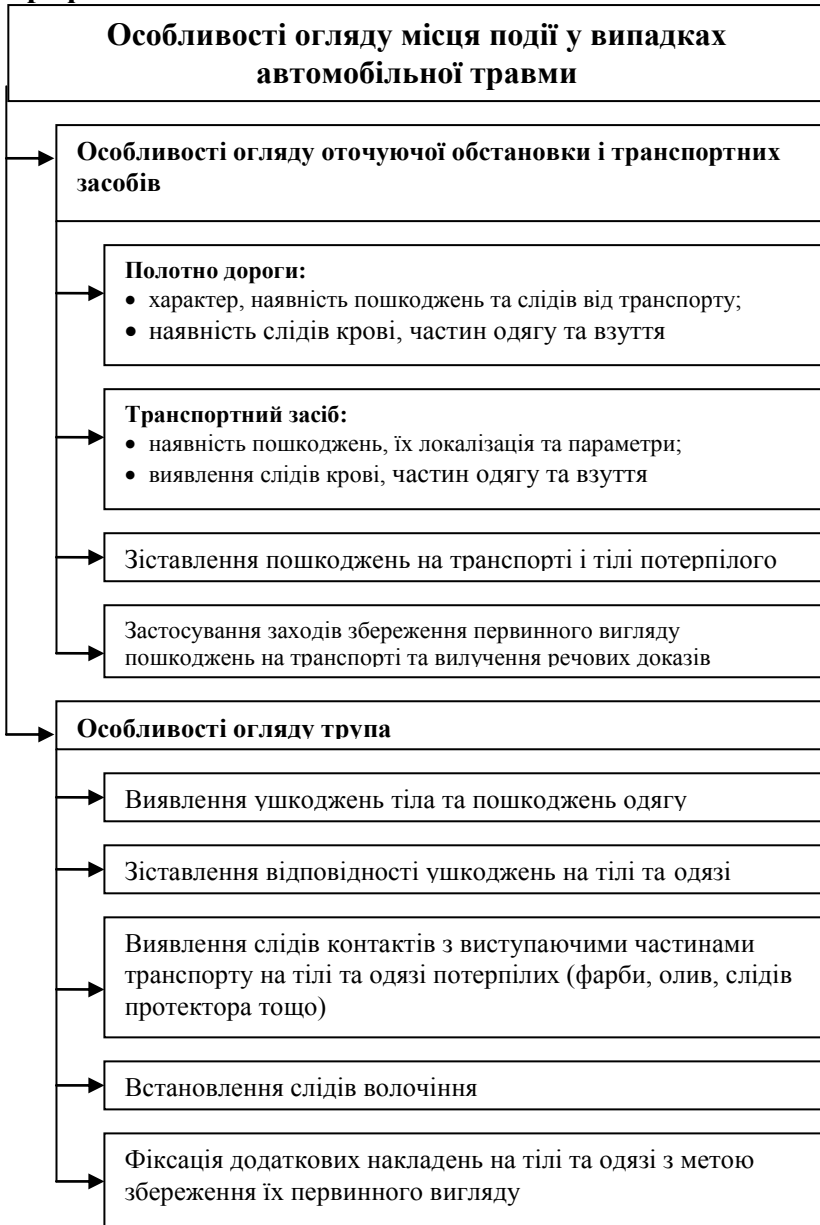 Особливості огляду місця події у випадках
автомобільної травми
Особливості огляду оточуючої обстановки і транспортних
засобів
Полотно дороги:
• характер, наявність пошкоджень та слідів від транспорту;
• наявність слідів крові, частин одягу та взуття
Транспортний засіб:
• наявність пошкоджень, їх локалізація та параметри;
• виявлення слідів крові, частин одягу та взуття
Зіставлення пошкоджень на транспорті і тілі потерпілого
Застосування заходів збереження первинного вигляду
пошкоджень на транспорті та вилучення речових доказів
Особливості огляду трупа
Виявлення ушкоджень тіла та пошкоджень одягу
Зіставлення відповідності ушкоджень на тілі та одязі
Виявлення слідів контактів з виступаючими частинами
транспорту на тілі та одязі потерпілих (фарби, олив, слідів
протектора тощо)
Встановлення слідів волочіння
Фіксація додаткових накладень на тілі та одязі з метою
збереження їх первинного вигляду